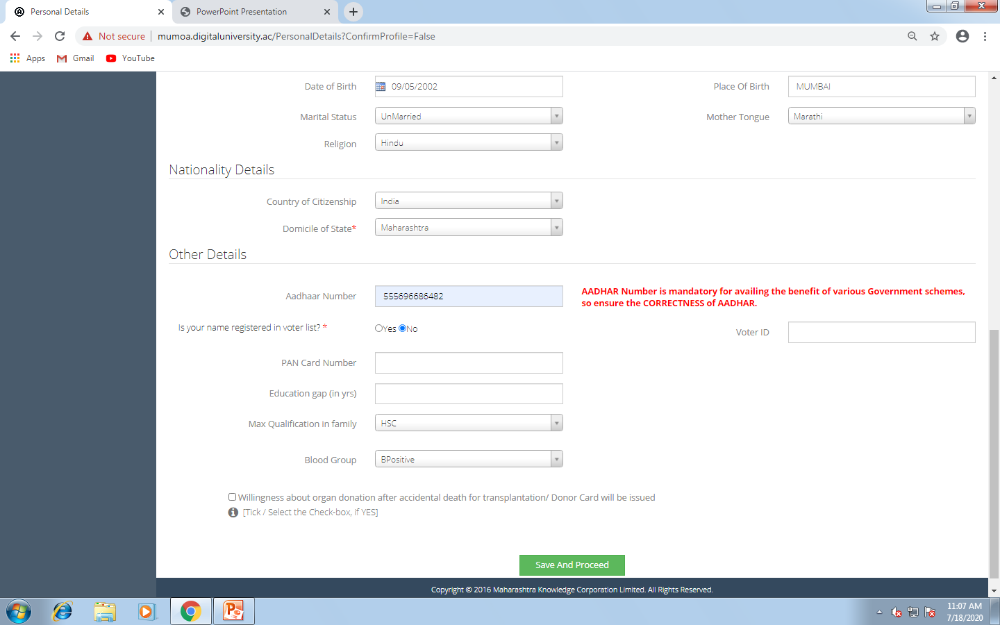 Personal Details
PowerPoint Presentation
Not secure mumoa.digitaluniversity.ac/PersonalDetails?ConfirmProfile=False
Apps Gmail YouTube
Date of Birth 09/05/2002 Place Of Birth MUMBAI
Marital Status UnMarried Mother Tongue Marathi
Religion Hindu
Nationality Details
Country of Citizenship India
Domicile of State* Maharashtra
Other Details
Aadhaar Number 555696686482 AADHAR Number is mandatory for availing the benefit of various Government schemes,
so ensure the CORRECTNESS of AADHAR.
Is your name registered in voter list? * Yes No Voter ID
PAN Card Number
Education gap (in yrs)
Max Qualification in family HSC
Blood Group BPositive
Willingness about organ donation after accidental death for transplantation/ Donor Card will be issued
[Tick / Select the Check-box, if YES]
Save And Proceed
Copyright © 2016 Maharashtra Knowledge Corporation Limited. All Rights Reserved.
11:07 AM
7/18/2020